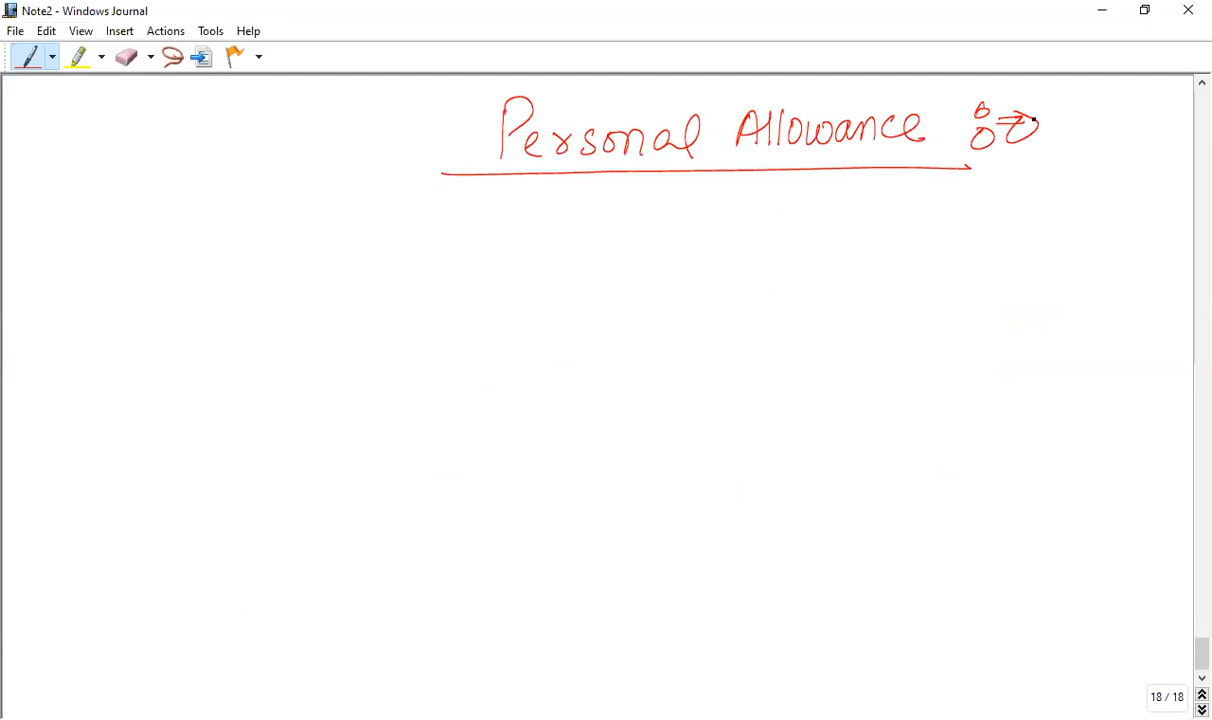 Note2 - Windows Journal
File Edit View Insert Actions Tools Help
Personal Allowance
18 / 18